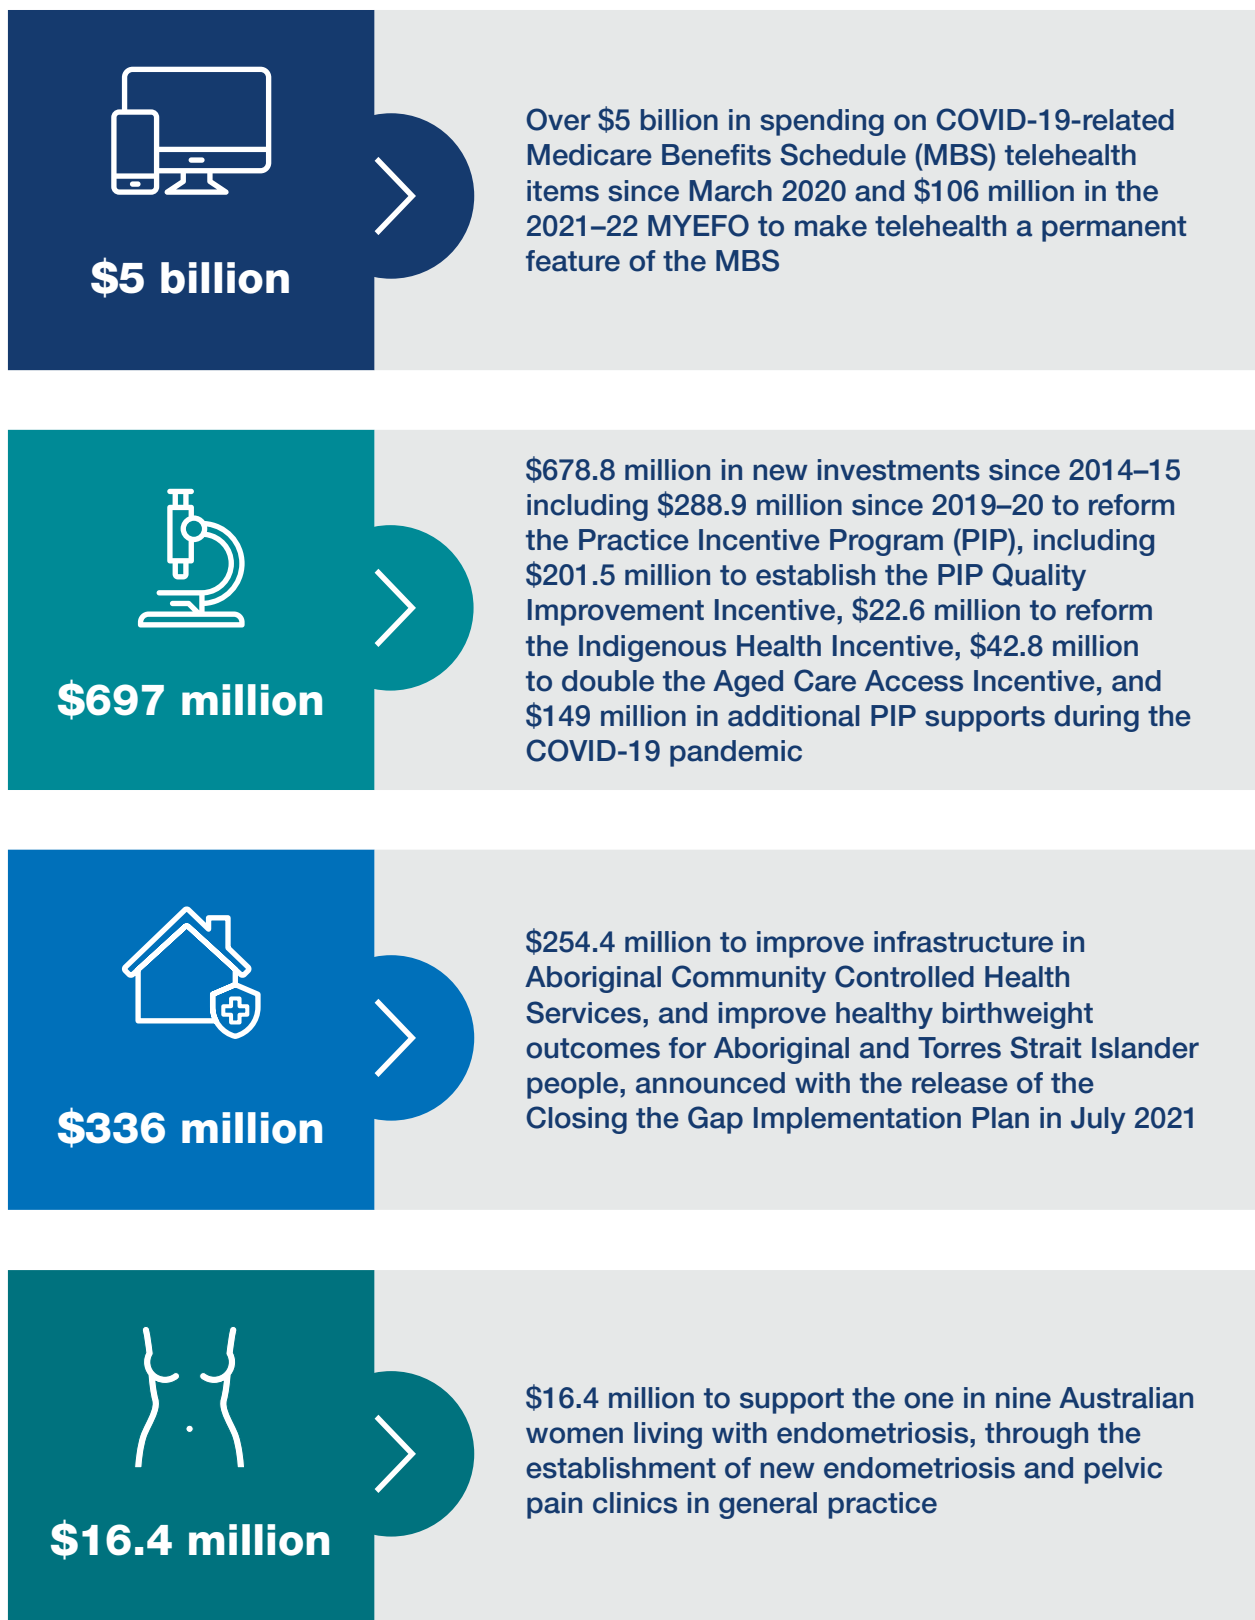 $5 billion
Over $5 billion in spending on COVID-19-related
Medicare Benefits Schedule (MBS) telehealth
items since March 2020 and $106 million in the
2021–22 MYEFO to make telehealth a permanent
feature of the MBS
$697 million
$678.8 million in new investments since 2014–15
including $288.9 million since 2019–20 to reform
the Practice Incentive Program (PIP), including
$201.5 million to establish the PIP Quality
Improvement Incentive, $22.6 million to reform
the Indigenous Health Incentive, $42.8 million
to double the Aged Care Access Incentive, and
$149 million in additional PIP supports during the
COVID-19 pandemic
$336 million
$254.4 million to improve infrastructure in
Aboriginal Community Controlled Health
Services, and improve healthy birthweight
outcomes for Aboriginal and Torres Strait Islander
people, announced with the release of the
Closing the Gap Implementation Plan in July 2021
$16.4 million
$16.4 million to support the one in nine Australian
women living with endometriosis, through the
establishment of new endometriosis and pelvic
pain clinics in general practice